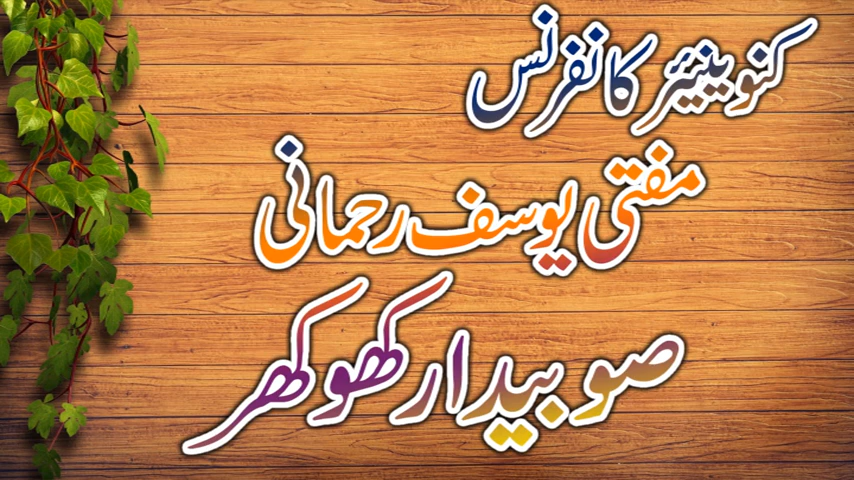 کنوینیئر کانفرنس
مفتی یوسف رحمانی
صوبیدار کھوکھر